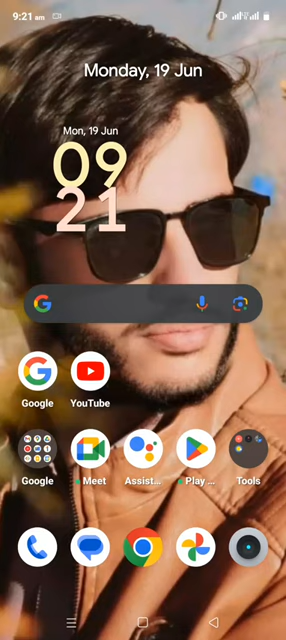 9:21 am
Monday, 19 Jun
Mon, 19 Jun
09
21
Google YouTube
Google Meet Assist... Play ... Tools